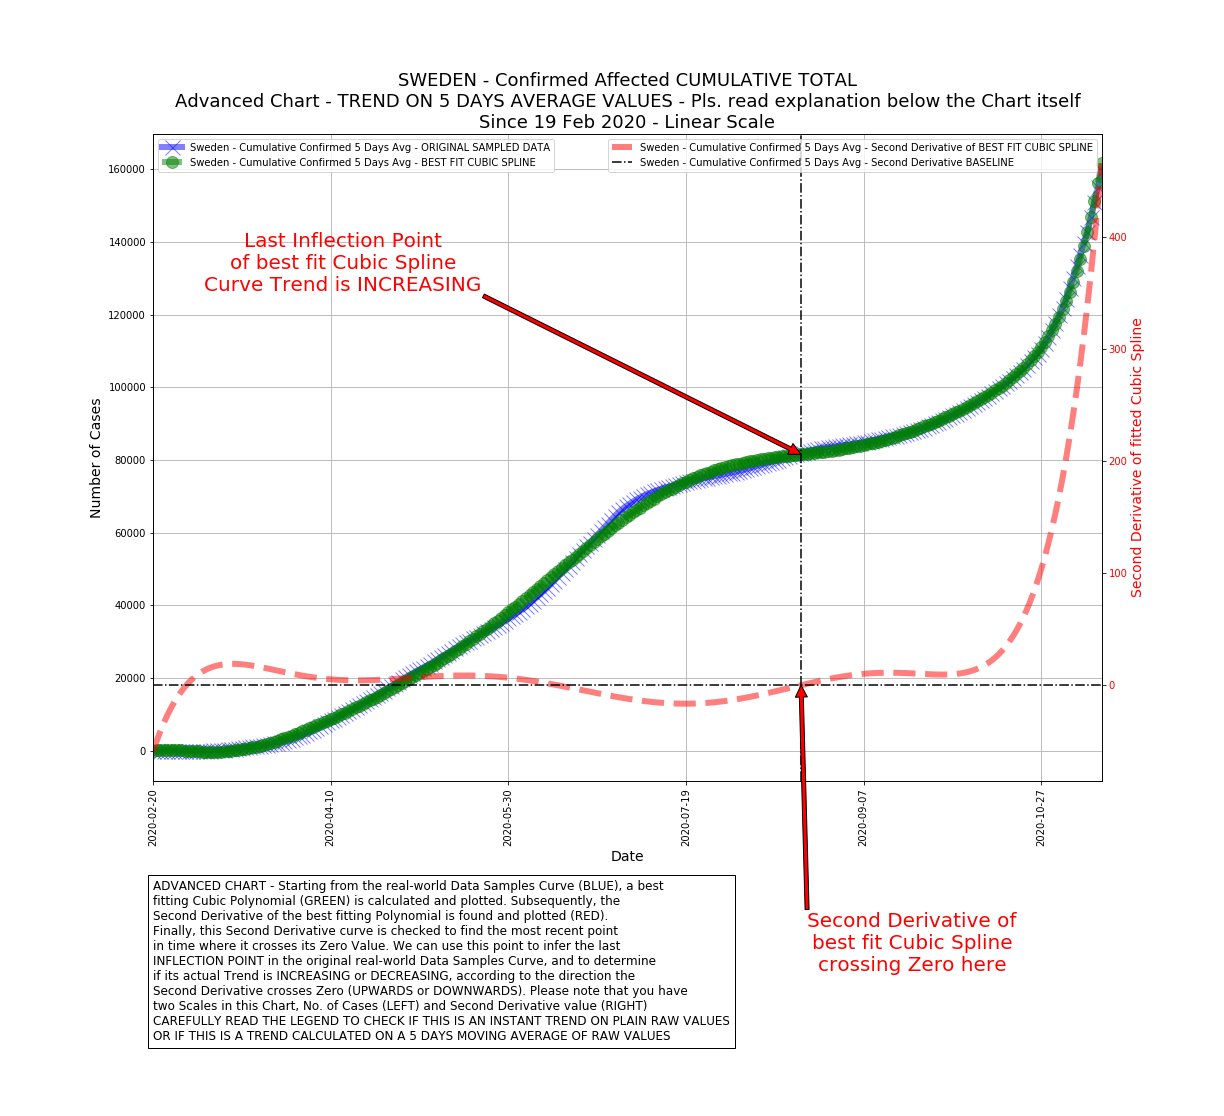 SWEDEN - Confirmed Affected CUMULATIVE TOTAL
Advanced Chart - TREND ON 5 DAYS AVERAGE VALUES - Pls. read explanation below the Chart itself
Since 19 Feb 2020 - Linear Scale
Sweden - Cumulative Confirmed 5 Days Avg - ORIGINAL SAMPLED DATA
Sweden - Cumulative Confirmed 5 Days Avg - BEST FIT CUBIC SPLINE
Sweden - Cumulative Confirmed 5 Days Avg - Second Derivative of BEST FIT CUBIC SPLINE
Sweden - Cumulative Confirmed 5 Days Avg - Second Derivative BASELINE
Last Inflection Point
of best fit Cubic Spline
Curve Trend is INCREASING
Number of Cases
160000
140000
120000
100000
80000
60000
40000
20000
0
400
300
200
100
0
Second Derivative of fitted Cubic Spline
2020-02-20
2020-04-10
2020-05-30
2020-07-19
2020-09-07
2020-10-27
Date
Second Derivative of
best fit Cubic Spline
crossing Zero here
ADVANCED CHART - Starting from the real-world Data Samples Curve (BLUE), a best
fitting Cubic Polynomial (GREEN) is calculated and plotted. Subsequently, the
Second Derivative of the best fitting Polynomial is found and plotted (RED).
Finally, this Second Derivative curve is checked to find the most recent point
in time where it crosses its Zero Value. We can use this point to infer the last
INFLECTION POINT in the original real-world Data Samples Curve, and to determine
if its actual Trend is INCREASING or DECREASING, according to the direction the
Second Derivative crosses Zero (UPWARDS or DOWNWARDS). Please note that you have
two Scales in this Chart, No. of Cases (LEFT) and Second Derivative value (RIGHT)
CAREFULLY READ THE LEGEND TO CHECK IF THIS IS AN INSTANT TREND ON PLAIN RAW VALUES
OR IF THIS IS A TREND CALCULATED ON A 5 DAYS MOVING AVERAGE OF RAW VALUES